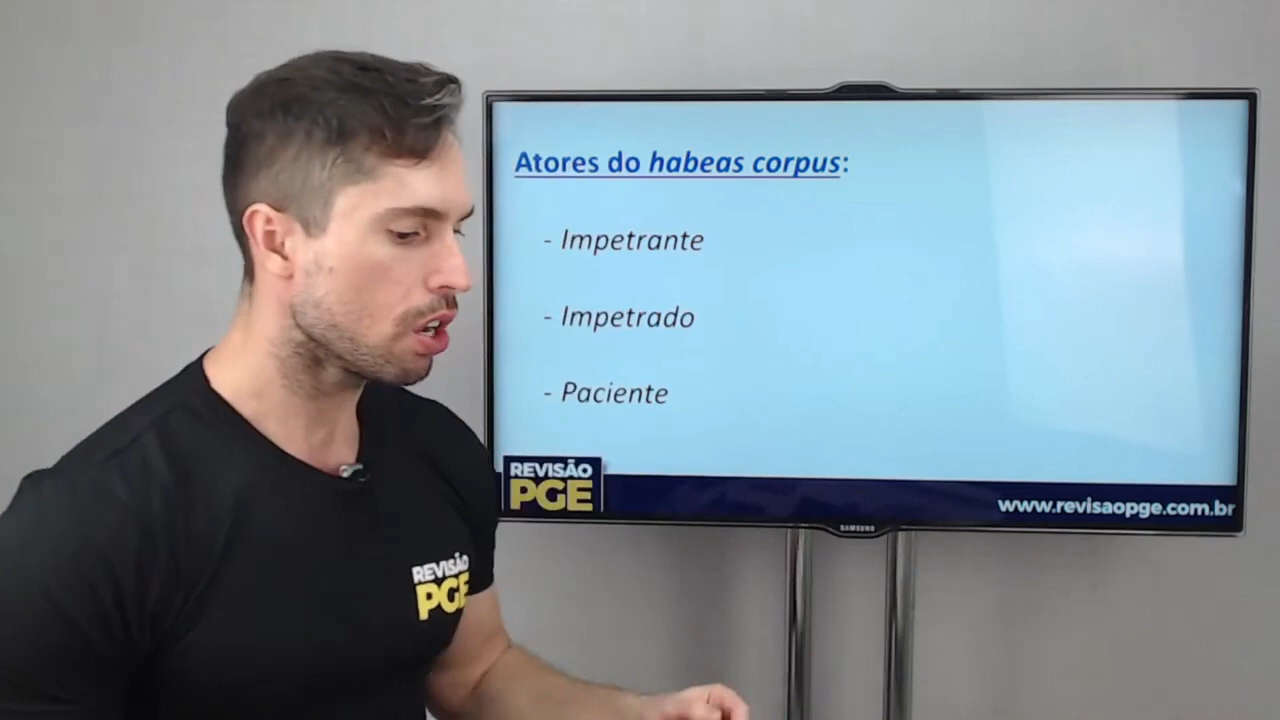 Atores do habeas corpus:
- Impetrante
- Impetrado
- Paciente
REVISÃO
PGE
www.revisaopge.com.br
SAMSUNG
REVISÃO
PGE